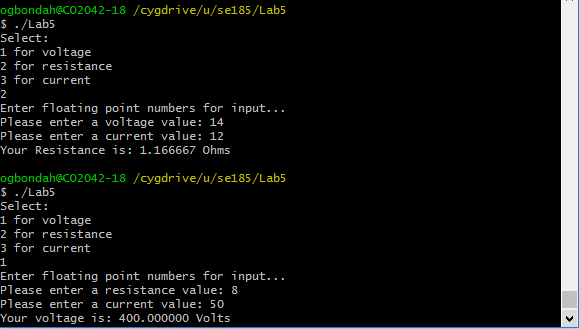 ogbondah@CO2042-18 /cygdrive/u/se185/Lab5
$ ./Lab5
Select:
1 for voltage
2 for resistance
3 for current
2
Enter floating point numbers for input...
Please enter a voltage value: 14
Please enter a current value: 12
Your Resistance is: 1.166667 Ohms
ogbondah@CO2042-18 /cygdrive/u/se185/Lab5
$ ./Lab5
Select:
1 for voltage
2 for resistance
3 for current
1
Enter floating point numbers for input...
Please enter a resistance value: 8
Please enter a current value: 50
Your voltage is: 400.000000 Volts